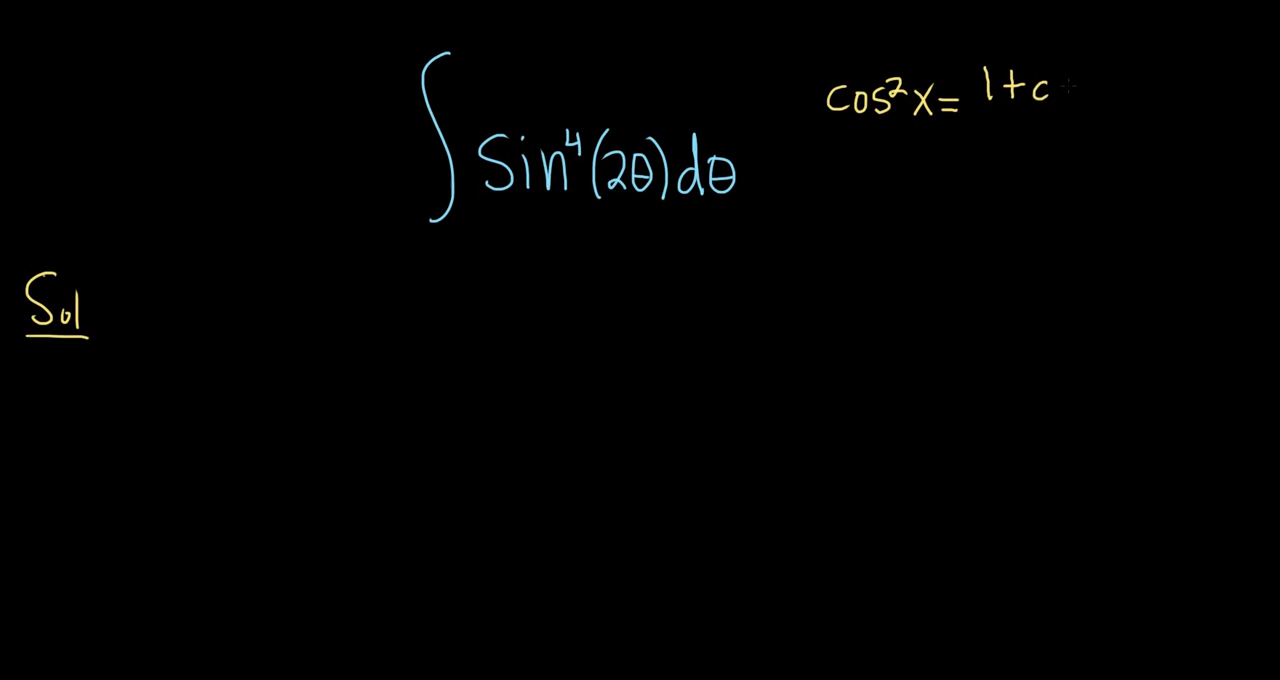 ∫ Sin⁴(2θ)dθ
cos²x = 1+c
Sol